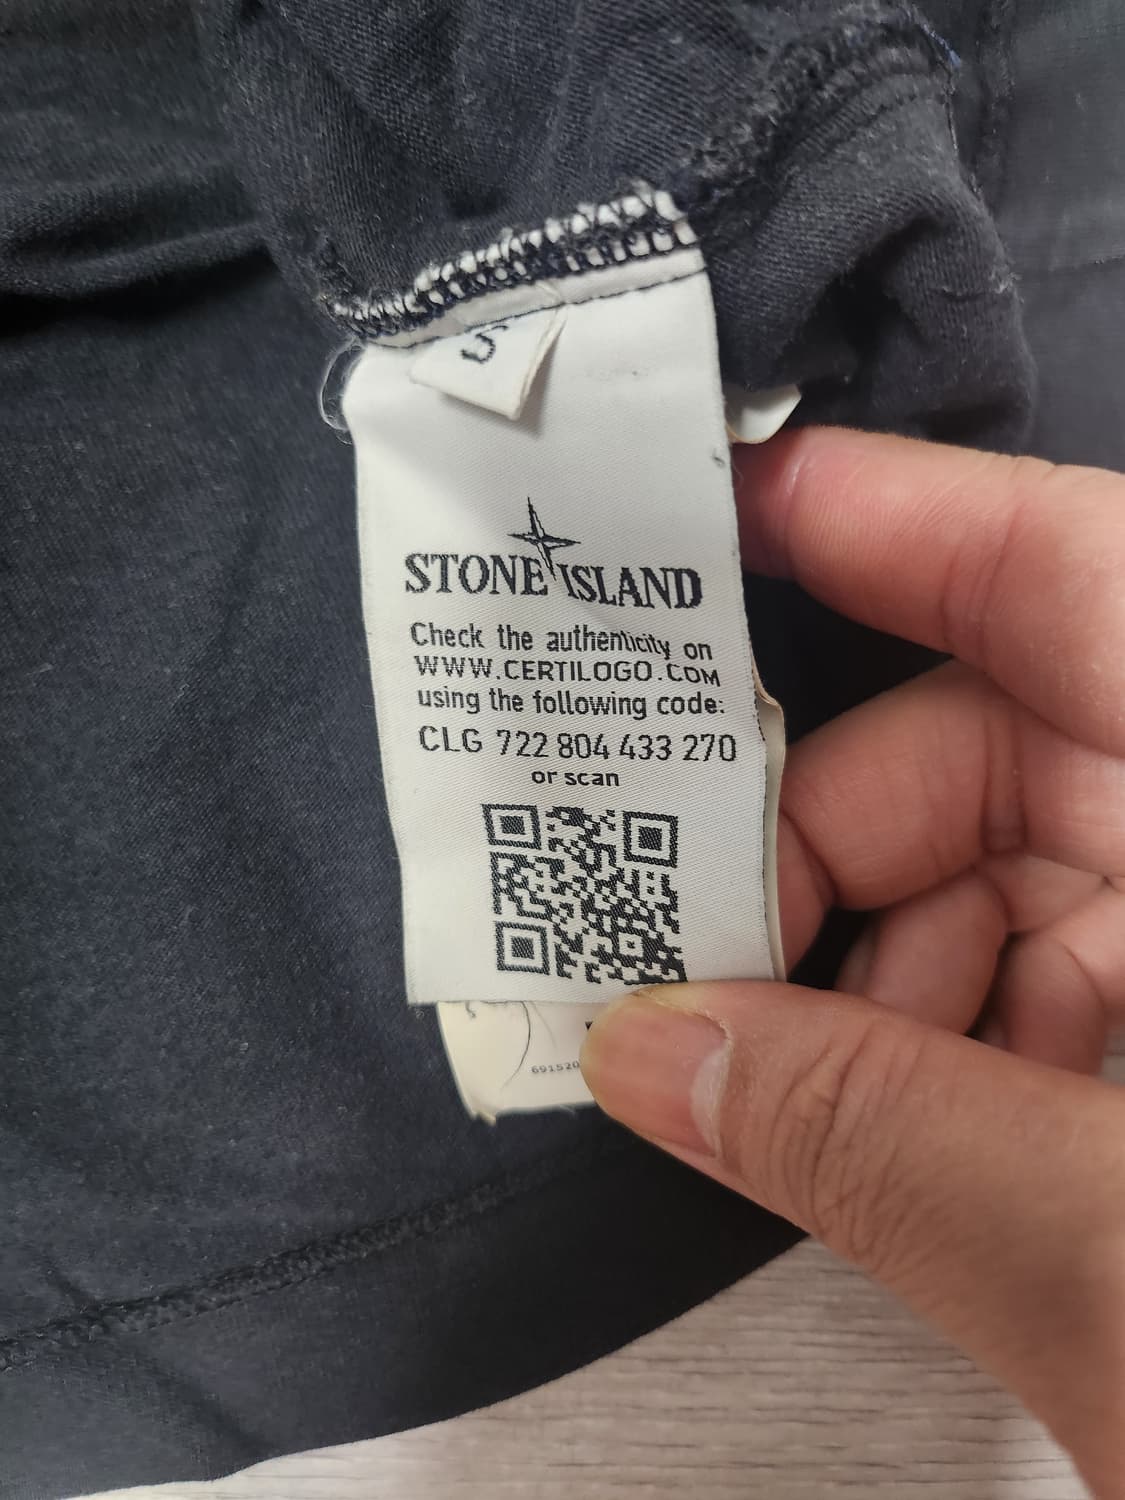 S
STONE ISLAND
Check the authenticity on
WWW.CERTILOGO.COM
using the following code:
CLG 722 804 433 270
or scan
691520